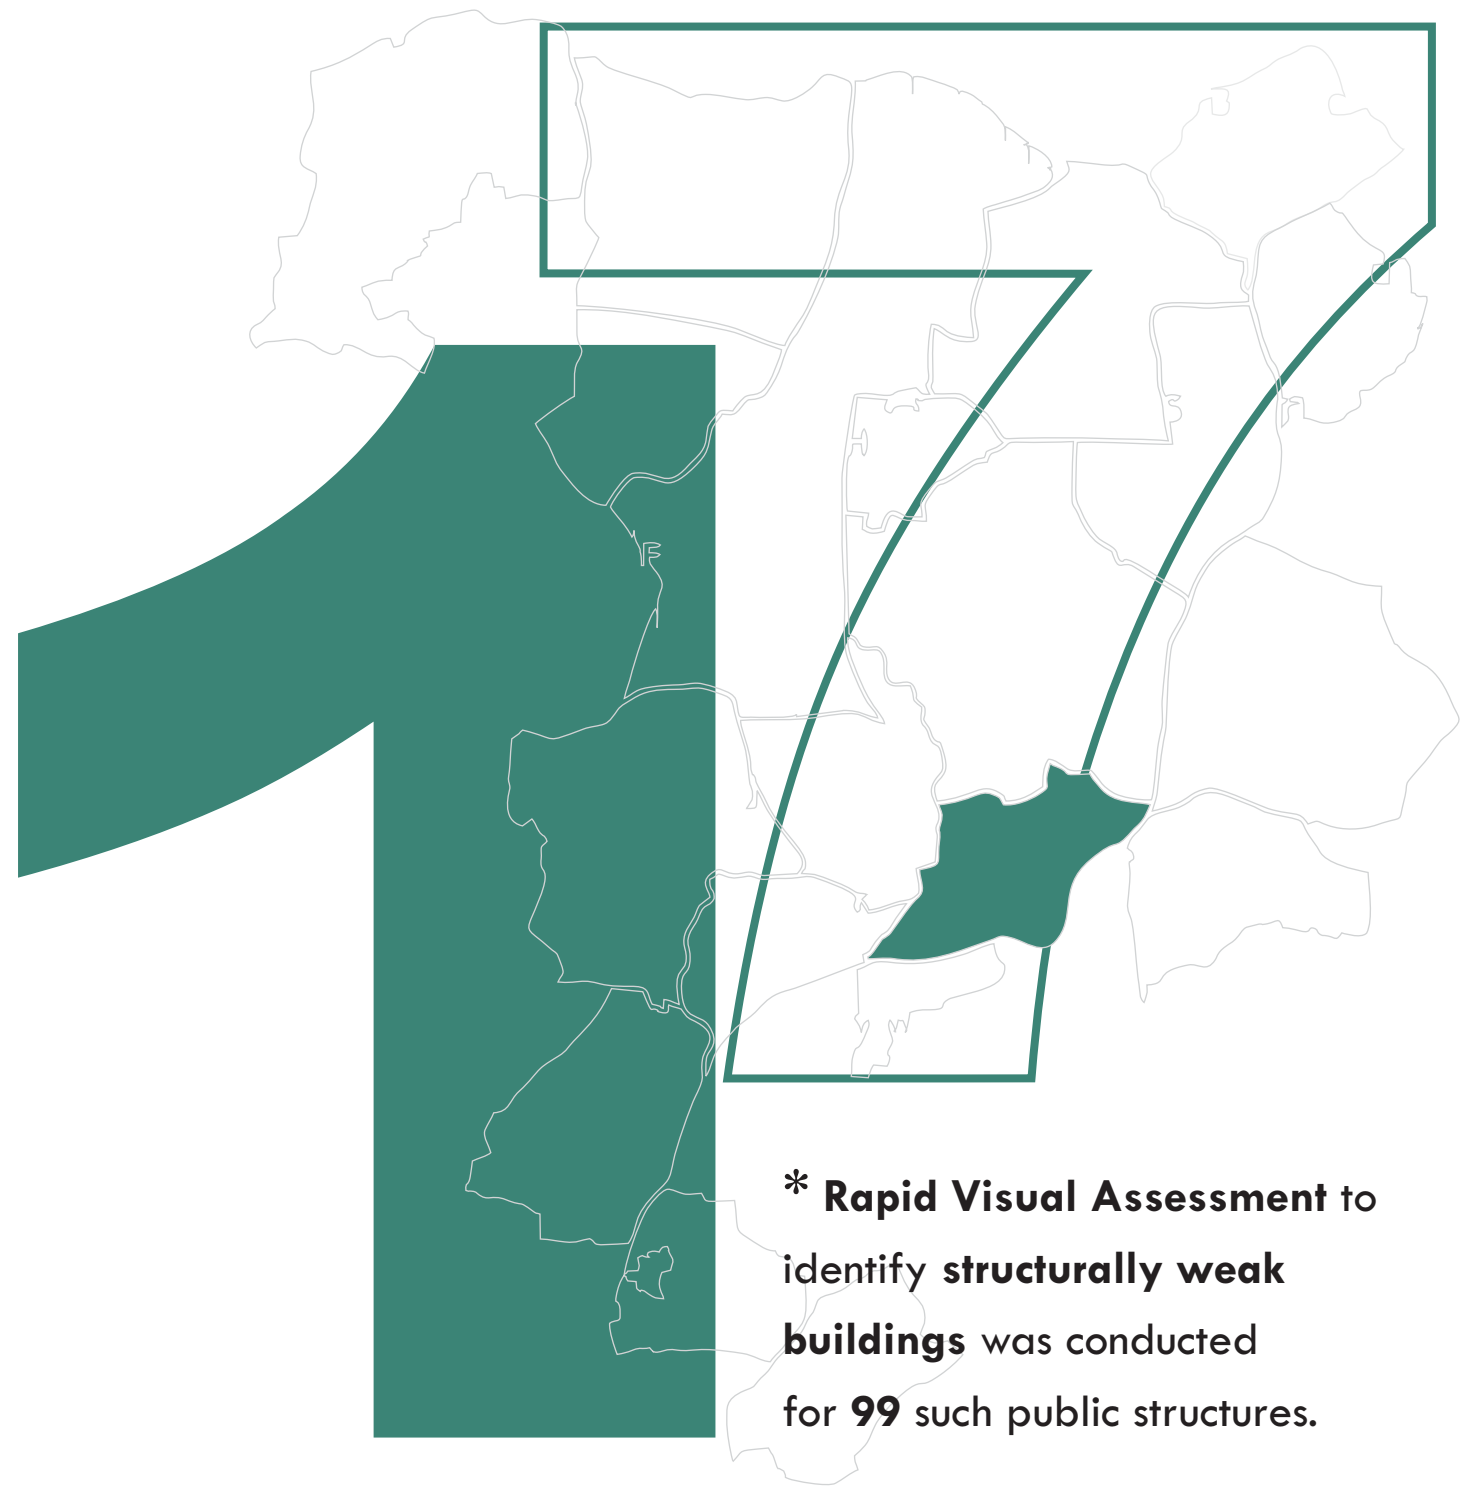 17
* Rapid Visual Assessment to
identify structurally weak
buildings was conducted
for 99 such public structures.